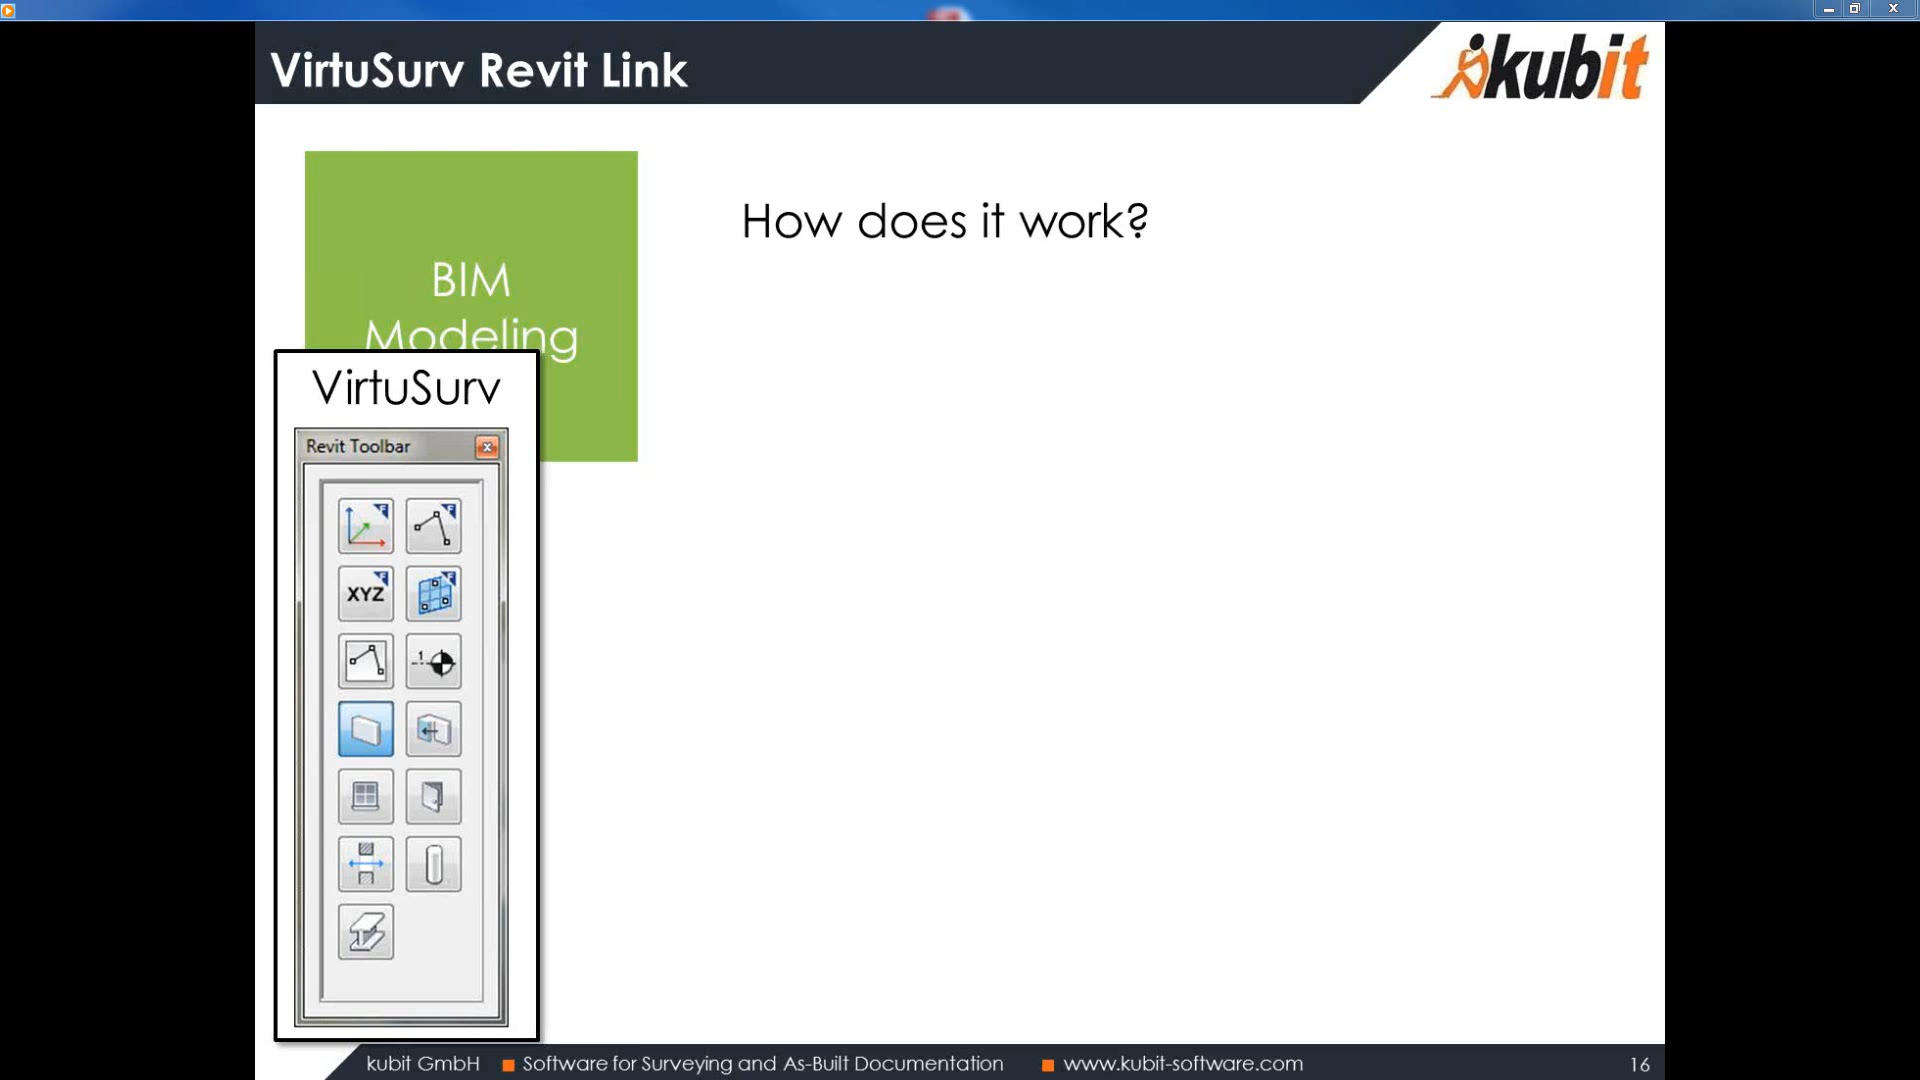 VirtuSurv Revit Link
kubit
How does it work?
BIM
Modeling
VirtuSurv
Revit Toolbar
XYZ
1
kubit GmbH ■ Software for Surveying and As-Built Documentation ■ www.kubit-software.com 16